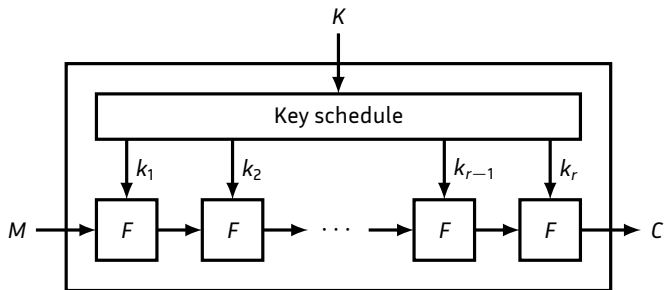 K
Key schedule
k₁ k₂ kᵣ₋₁ kᵣ
M F F ··· F F C